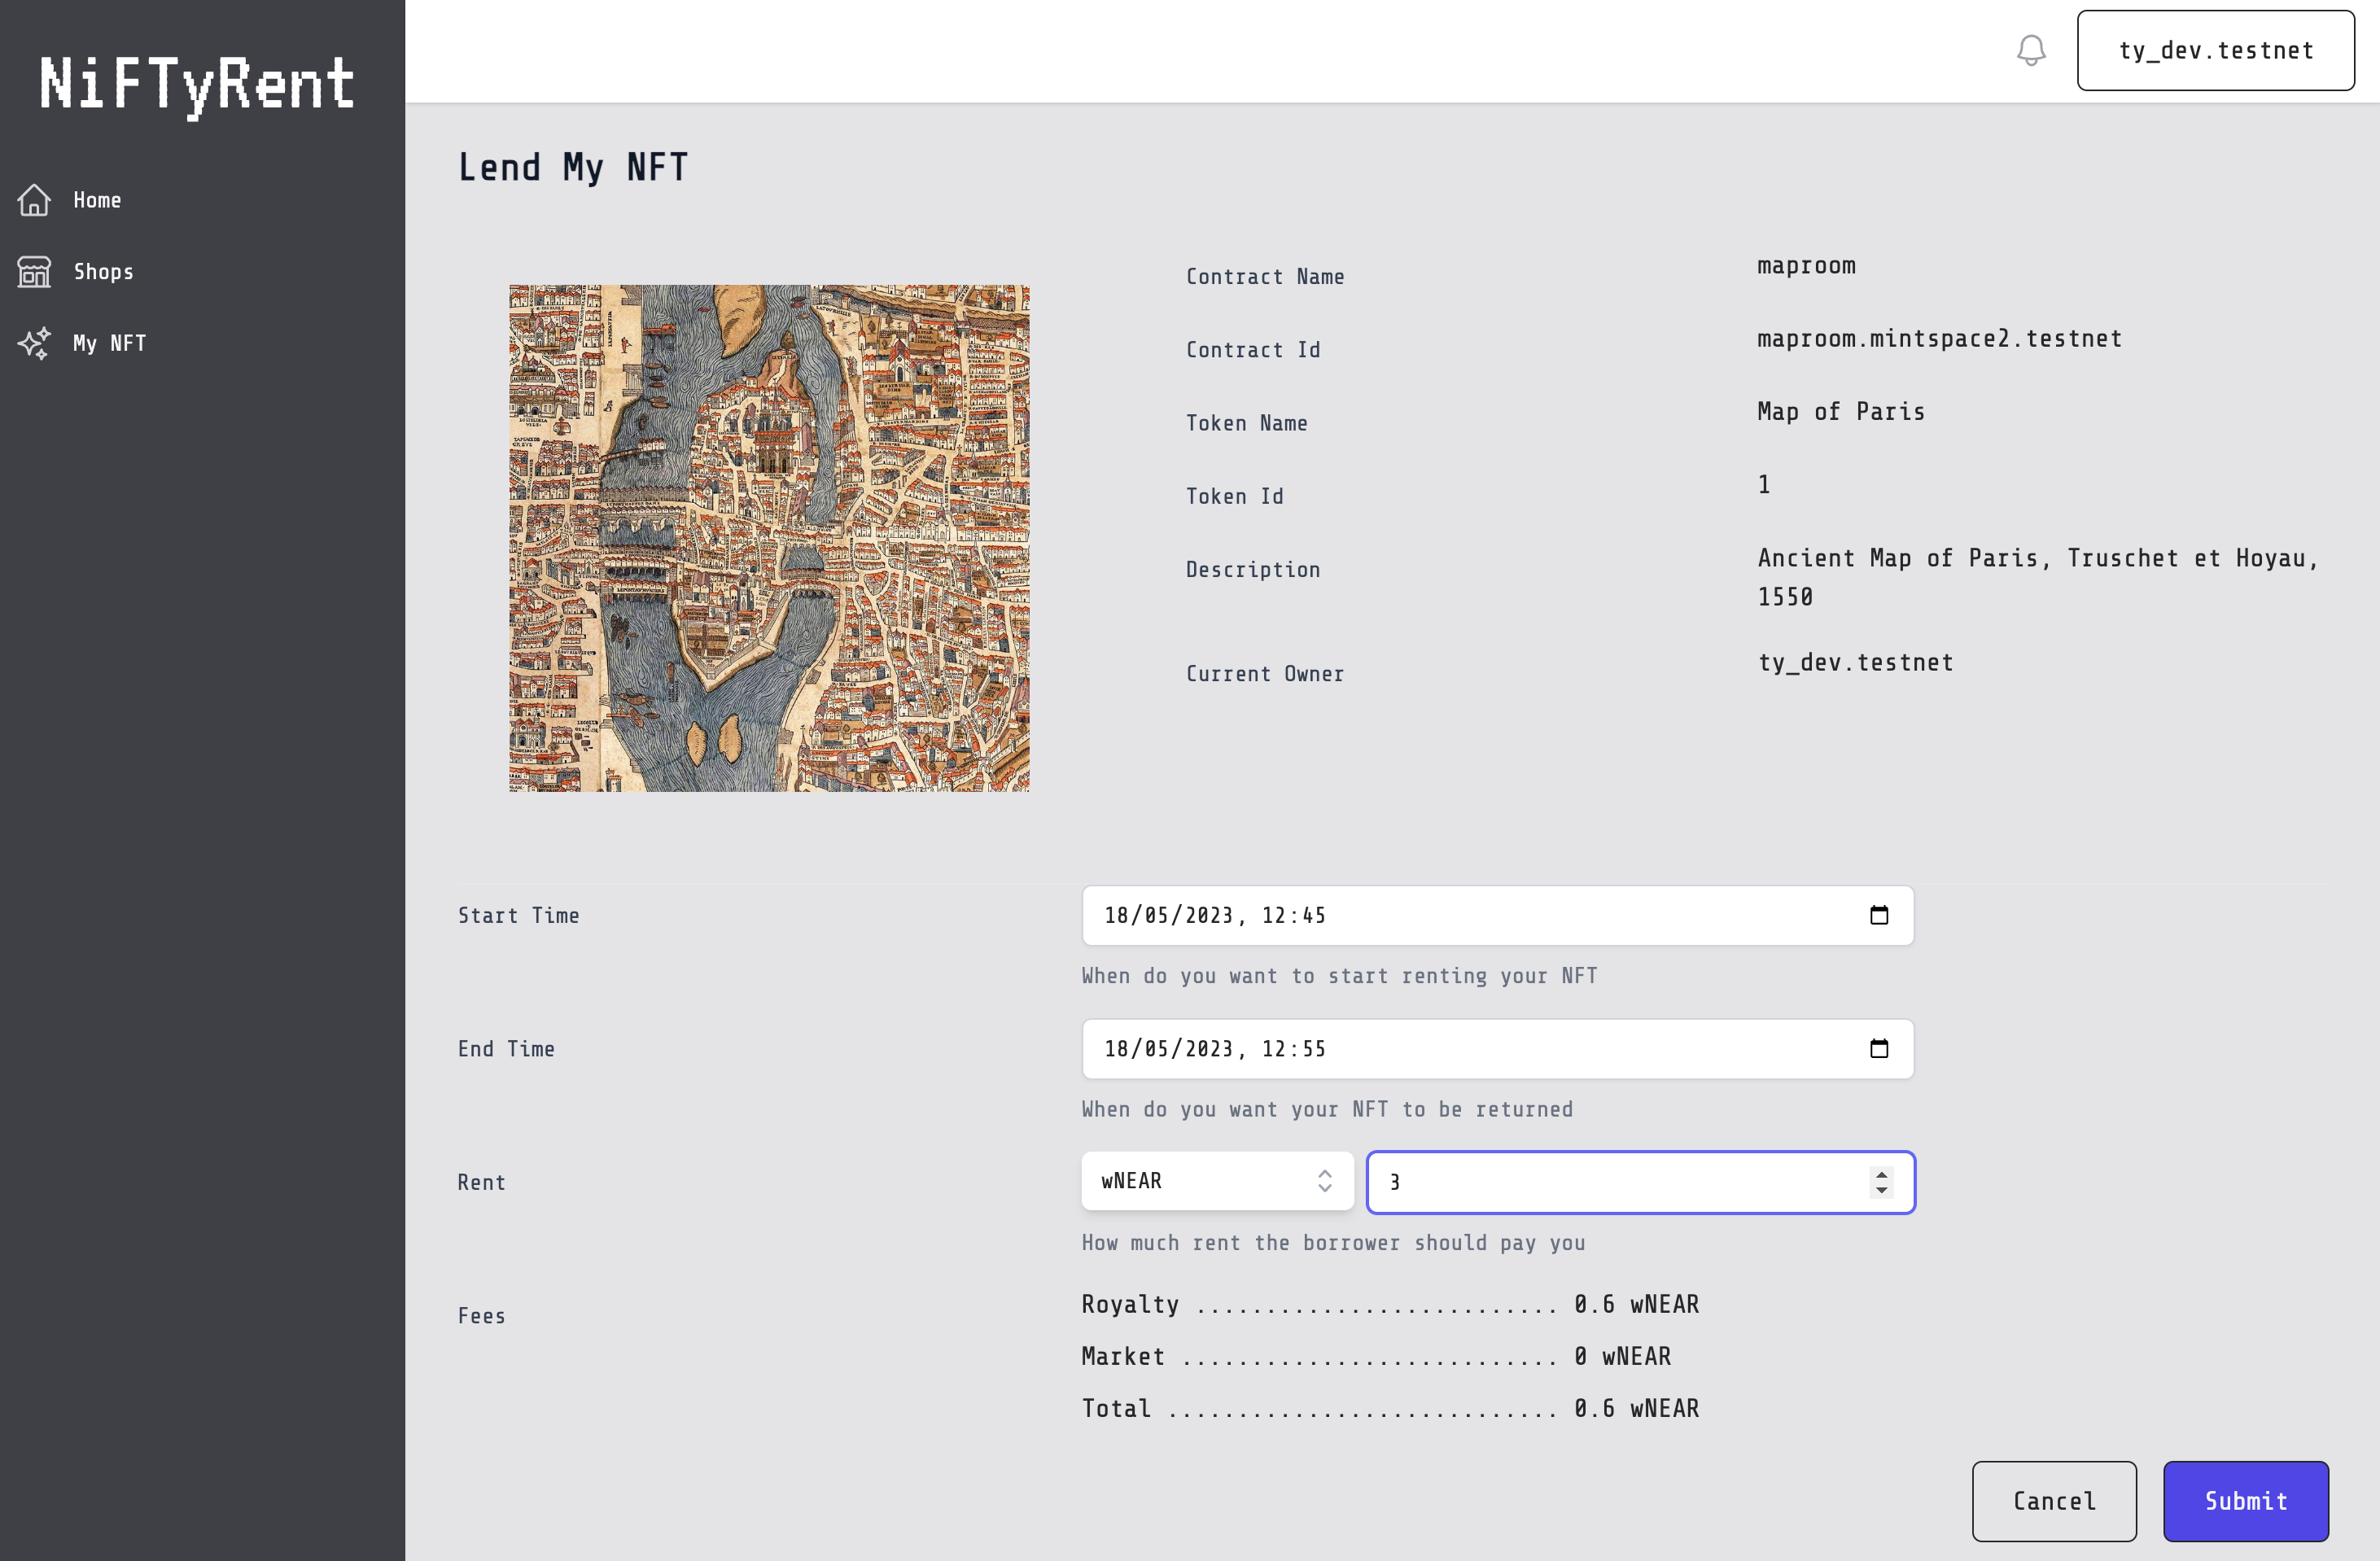 NiFTyRent
ty_dev.testnet
Home
Shops
My NFT
Lend My NFT
Contract Name
maproom
Contract Id
maproom.mintspace2.testnet
Token Name
Map of Paris
Token Id
1
Description
Ancient Map of Paris, Truschet et Hoyau,
1550
Current Owner
ty_dev.testnet
Start Time
18/05/2023, 12:45
When do you want to start renting your NFT
End Time
18/05/2023, 12:55
When do you want your NFT to be returned
Rent
wNEAR
3
How much rent the borrower should pay you
Fees
Royalty .......................... 0.6 wNEAR
Market ........................... 0 wNEAR
Total ............................ 0.6 wNEAR
Cancel
Submit